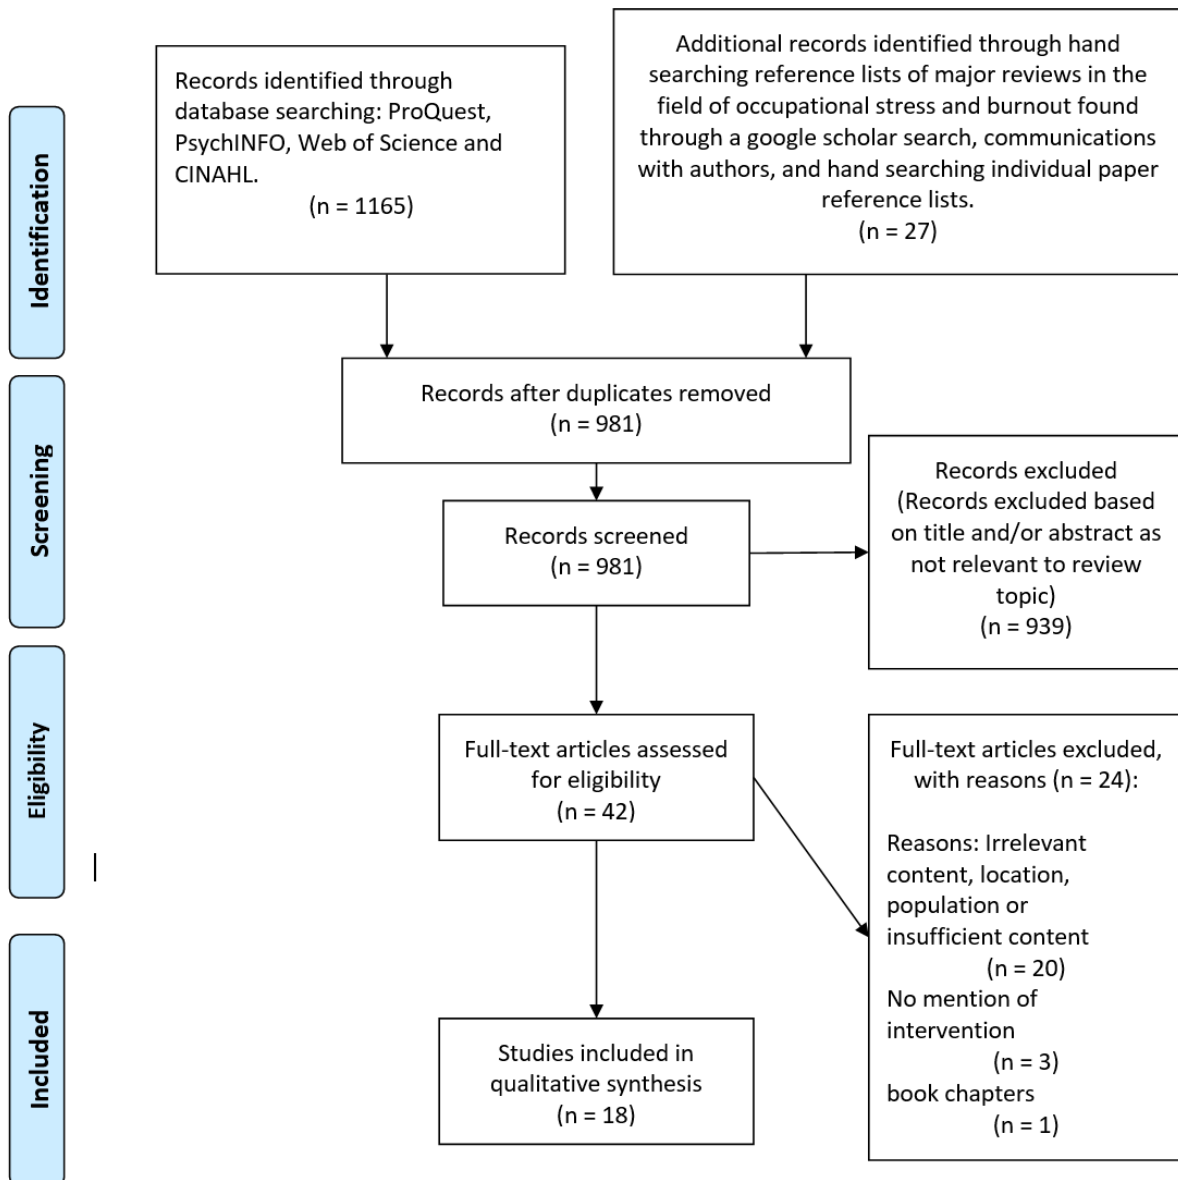 Identification
Records identified through
database searching: ProQuest,
PsychINFO, Web of Science and
CINAHL.
(n = 1165)
Additional records identified through hand
searching reference lists of major reviews in the
field of occupational stress and burnout found
through a google scholar search, communications
with authors, and hand searching individual paper
reference lists.
(n = 27)
Screening
Records after duplicates removed
(n = 981)
Records screened
(n = 981)
Records excluded
(Records excluded based
on title and/or abstract as
not relevant to review
topic)
(n = 939)
Eligibility
Full-text articles assessed
for eligibility
(n = 42)
Full-text articles excluded,
with reasons (n = 24):
Reasons: Irrelevant
content, location,
population or
insufficient content
(n = 20)
No mention of
intervention
(n = 3)
book chapters
(n = 1)
Included
Studies included in
qualitative synthesis
(n = 18)